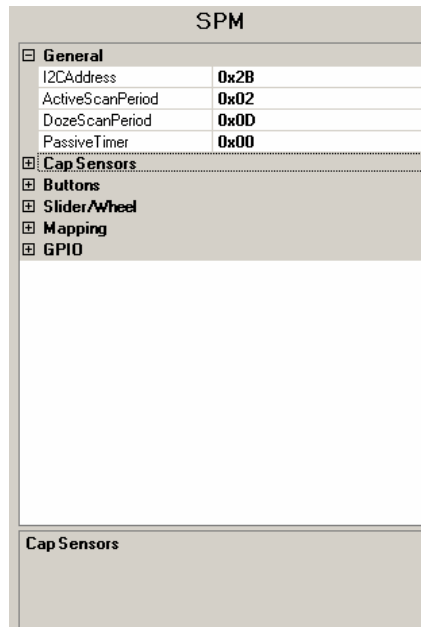 SPM
General
I2CAddress 0x2B
ActiveScanPeriod 0x02
DozeScanPeriod 0x0D
PassiveTimer 0x00
Cap Sensors
Buttons
Slider/Wheel
Mapping
GPIO
Cap Sensors